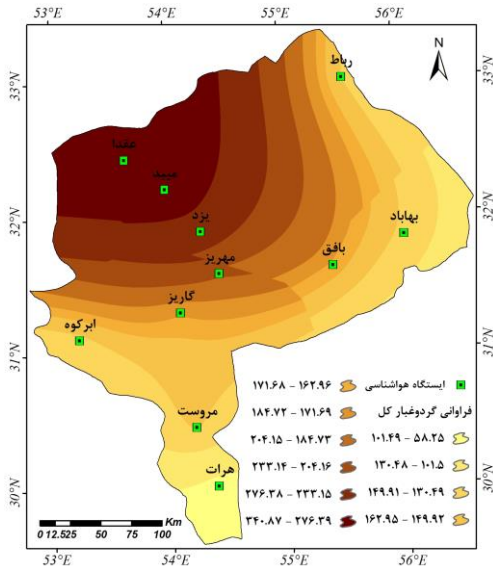 53°0'E 54°0'E 55°0'E 56°0'E
N
33°N 33°N
رباط
عقدا
میبد
32°N 32°N
یزد
بهاباد
بافق
مهریز
گاریز
ابرکوه
31°N 31°N
مروست
هرات
30°N 30°N
ایستگاه هواشناسی
فراوانی گردوغبار کل
۵۸.۲۵ - ۱۰۱.۴۹
۱۰۱.۵ - ۱۳۰.۴۸
۱۳۰.۴۹ - ۱۴۹.۹۱
۱۴۹.۹۲ - ۱۶۲.۹۵
۱۶۲.۹۶ - ۱۷۱.۶۸
۱۷۱.۶۹ - ۱۸۴.۷۲
۱۸۴.۷۳ - ۲۰۴.۱۵
۲۰۴.۱۶ - ۲۳۳.۱۴
۲۳۳.۱۵ - ۲۷۶.۳۸
۲۷۶.۳۹ - ۳۴۰.۸۷
Km
0 12.525 50 75 100
53°E 54°E 55°E 56°E